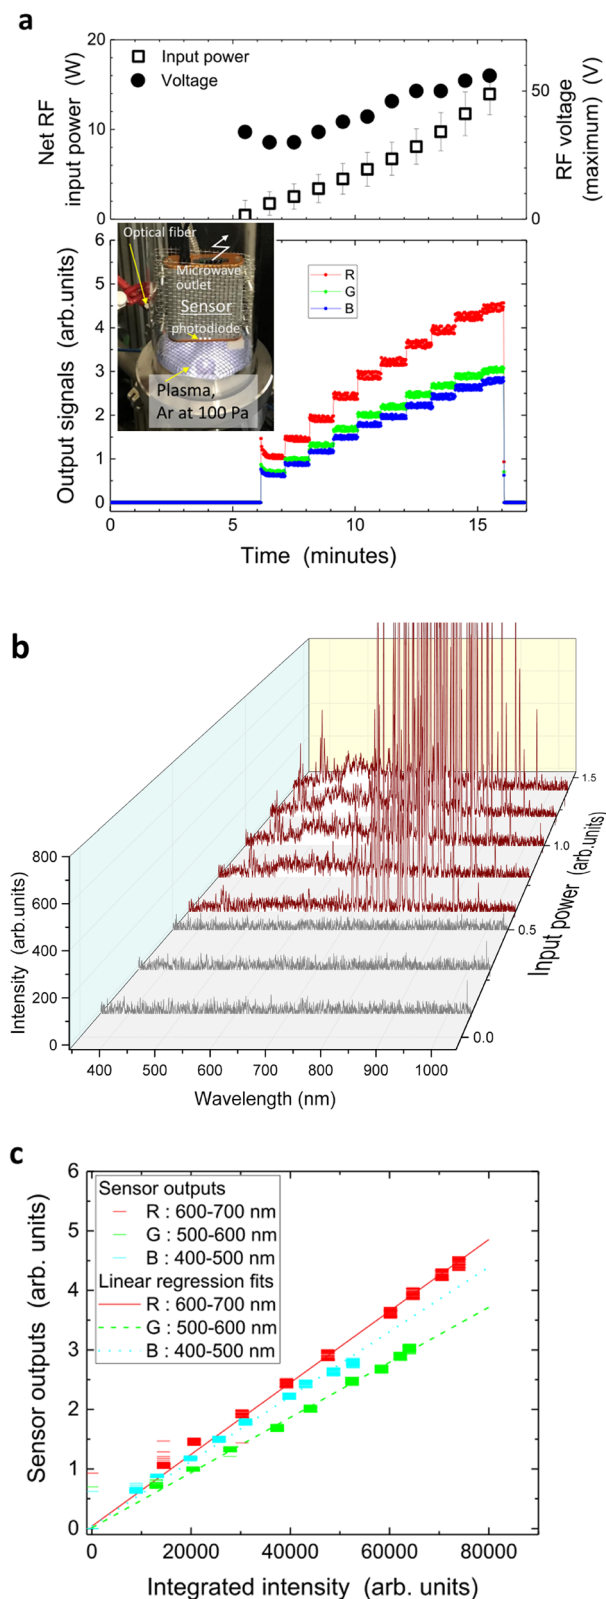 a
20
10
0
Net RF
input power (W)
Input power
Voltage
50
0
RF voltage
(maximum) (V)
6
5
4
3
2
1
0
Output signals (arb.units)
Optical fiber
Microwave
outlet
Sensor
photodiode
Plasma,
Ar at 100 Pa
R
G
B
0
5
10
15
Time (minutes)
b
800
600
400
200
0
Intensity (arb.units)
400
500
600
700
800
900
1000
Wavelength (nm)
1.5
1.0
0.5
0.0
Input power (arb.units)
c
6
5
4
3
2
1
0
Sensor outputs (arb. units)
Sensor outputs
R : 600-700 nm
G : 500-600 nm
B : 400-500 nm
Linear regression fits
R : 600-700 nm
G : 500-600 nm
B : 400-500 nm
0
20000
40000
60000
80000
Integrated intensity (arb. units)